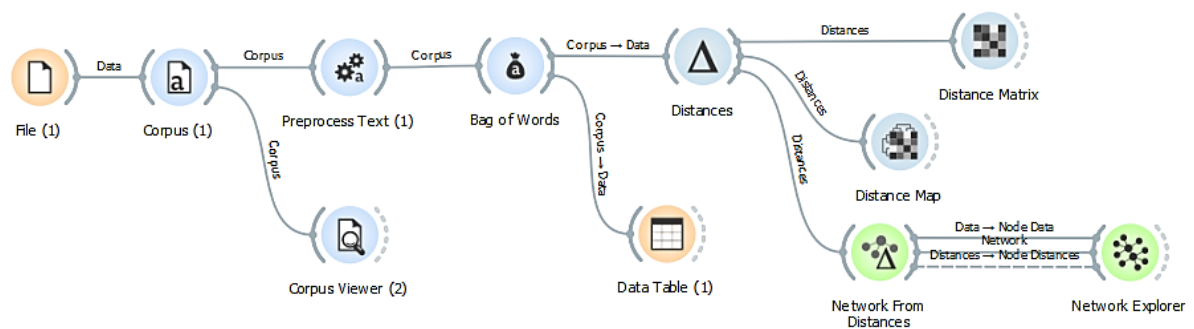 Data
Corpus
Corpus
Corpus → Data
Distances
File (1)
Corpus (1)
Preprocess Text (1)
Bag of Words
Distances
Distance Matrix
Corpus
Corpus → Data
Distances
Distances
Distance Map
Corpus Viewer (2)
Data Table (1)
Data → Node Data
Network
Distances → Node Distances
Network From
Distances
Network Explorer